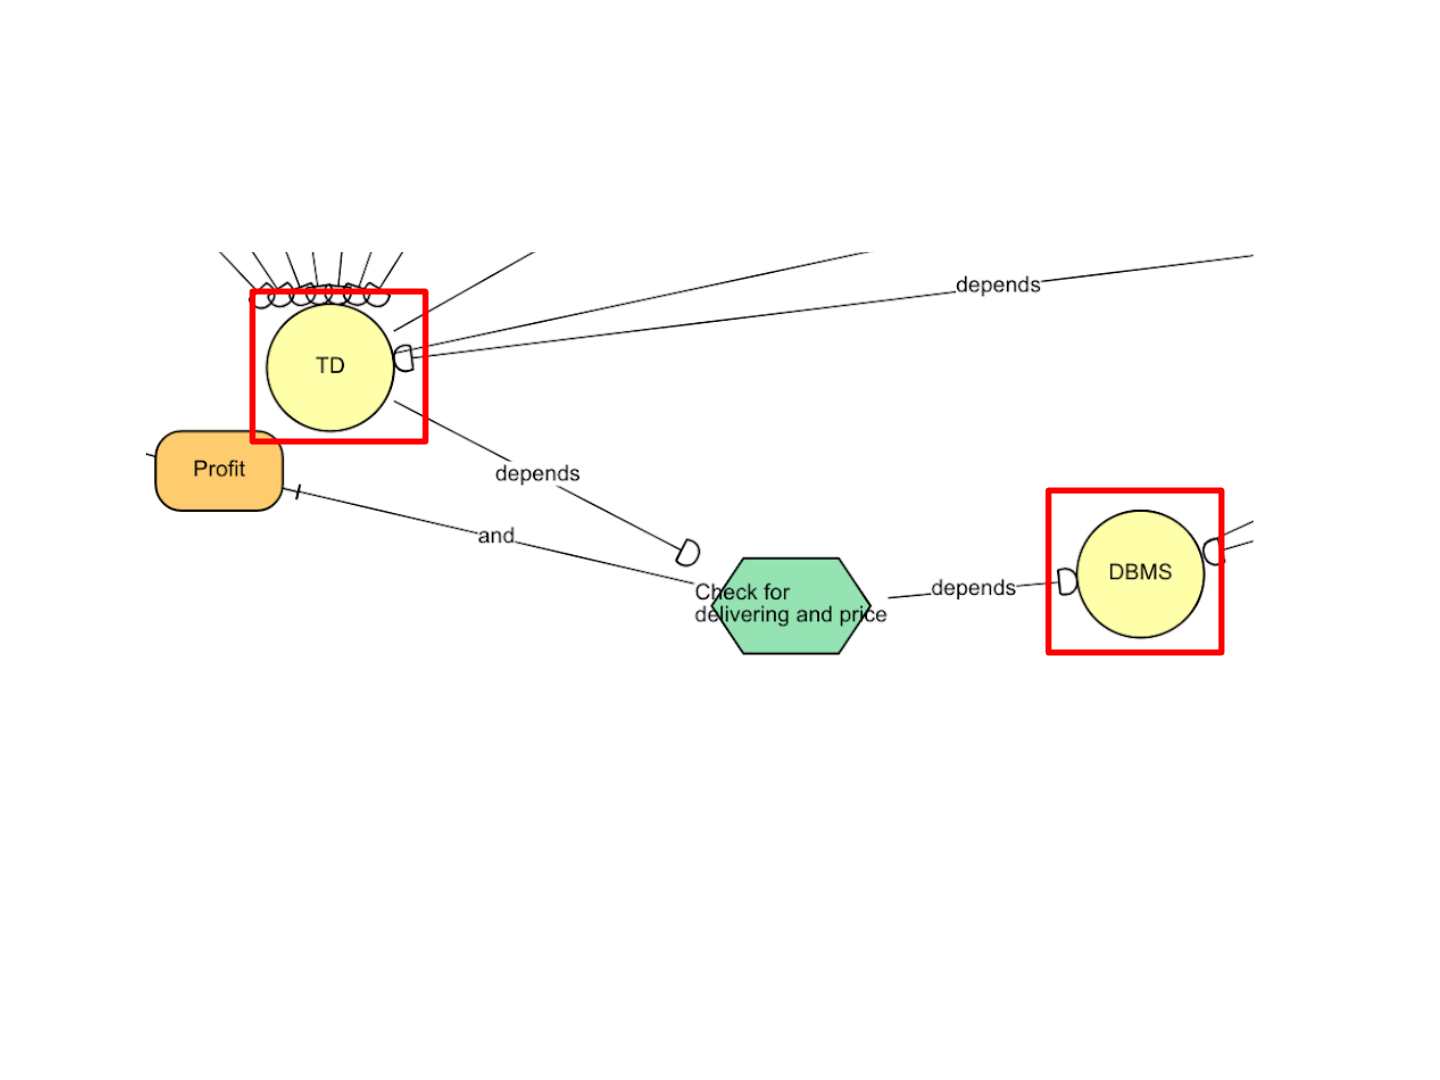 depends
TD
Profit
depends
and
Check for
delivering and price
depends
DBMS